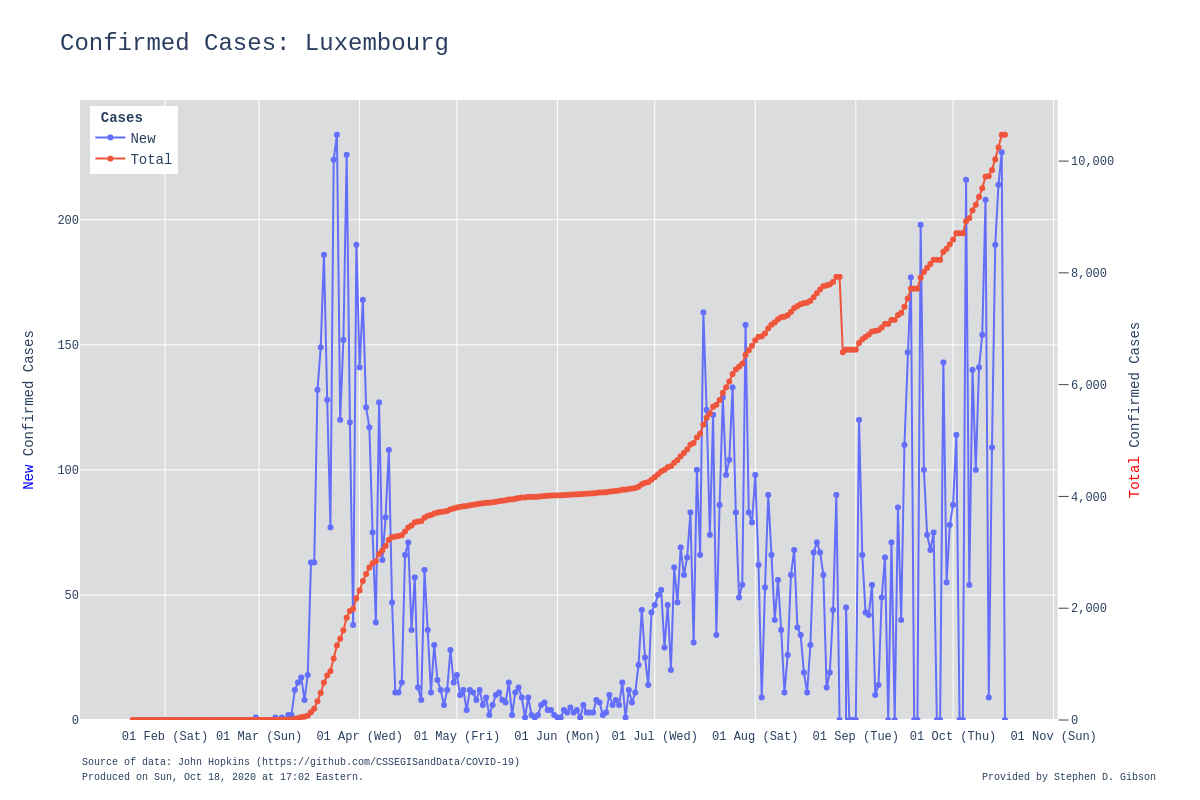 Confirmed Cases: Luxembourg
Cases
New
Total
200
150
100
50
0
10,000
8,000
6,000
4,000
2,000
0
New Confirmed Cases
Total Confirmed Cases
01 Feb (Sat)
01 Mar (Sun)
01 Apr (Wed)
01 May (Fri)
01 Jun (Mon)
01 Jul (Wed)
01 Aug (Sat)
01 Sep (Tue)
01 Oct (Thu)
01 Nov (Sun)
Source of data: John Hopkins (https://github.com/CSSEGISandData/COVID-19)
Produced on Sun, Oct 18, 2020 at 17:02 Eastern.
Provided by Stephen D. Gibson